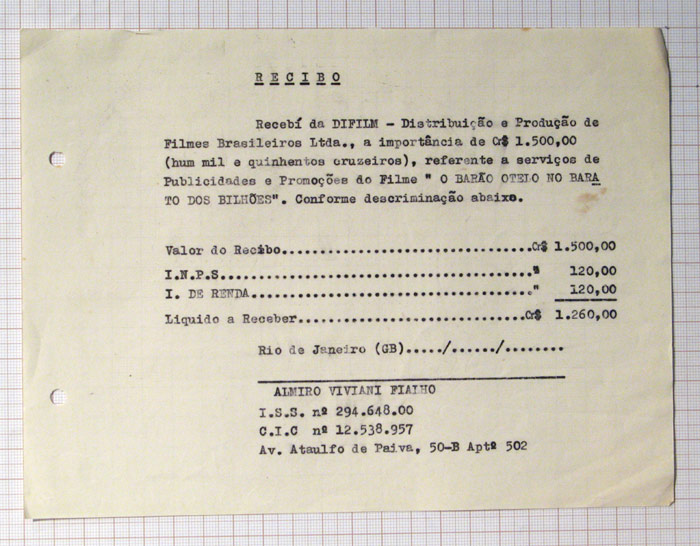 RECIBO
Recebí da DIFILM - Distribuição e Produção de
Filmes Brasileiros Ltda., a importância de Cr$ 1.500,00
(hum mil e quinhentos cruzeiros), referente a serviços de
Publicidades e Promoções do Filme " O BARÃO OTELO NO BARA
TO DOS BILHÕES". Conforme descriminação abaixo.
Valor do Recibo................................Cr$ 1.500,00
I.N.P.S........................................" 120,00
I. DE RENDA...................................." 120,00
Liquido a Receber..............................Cr$ 1.260,00
Rio de Janeiro (GB)...../....../........
ALMIRO VIVIANI FIALHO
I.S.S. nº 294.648.00
C.I.C nº 12.538.957
Av. Ataulfo de Paiva, 50-B Aptº 502